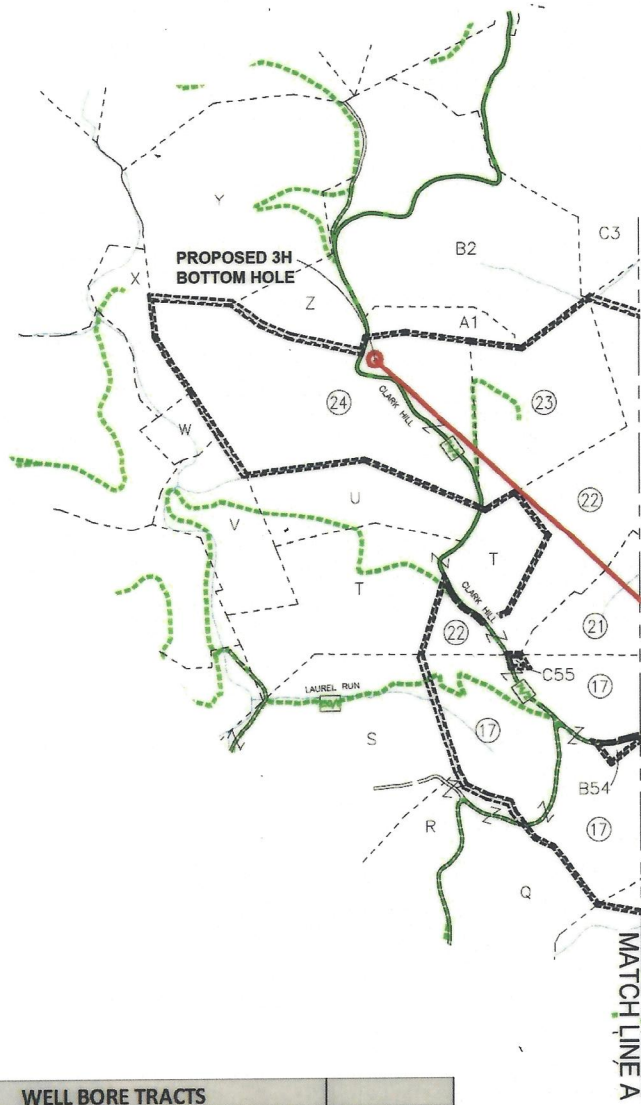 Y
C3
B2
PROPOSED 3H
BOTTOM HOLE
X
Z
A1
24
CLARK HILL
23
W
22
U
V
T
T
CLARK HILL
22
21
C55
17
LAUREL RUN
17
S
B54
R
17
Q
MATCH LINE A
WELL BORE TRACTS